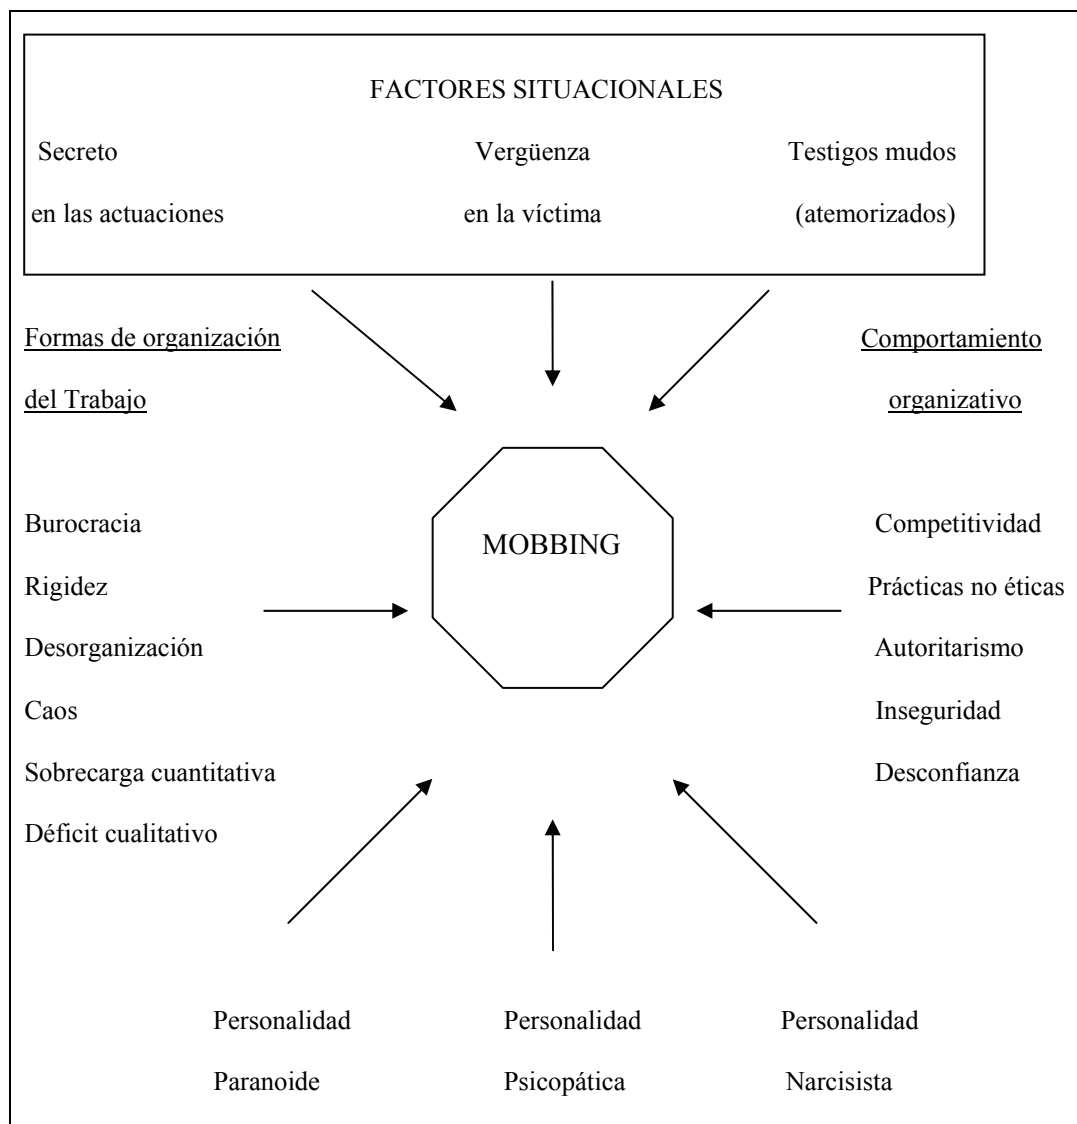 FACTORES SITUACIONALES
Secreto
en las actuaciones
Vergüenza
en la víctima
Testigos mudos
(atemorizados)
Formas de organización
del Trabajo
Burocracia
Rigidez
Desorganización
Caos
Sobrecarga cuantitativa
Déficit cualitativo
MOBBING
Comportamiento
organizativo
Competitividad
Prácticas no éticas
Autoritarismo
Inseguridad
Desconfianza
Personalidad
Paranoide
Personalidad
Psicopática
Personalidad
Narcisista